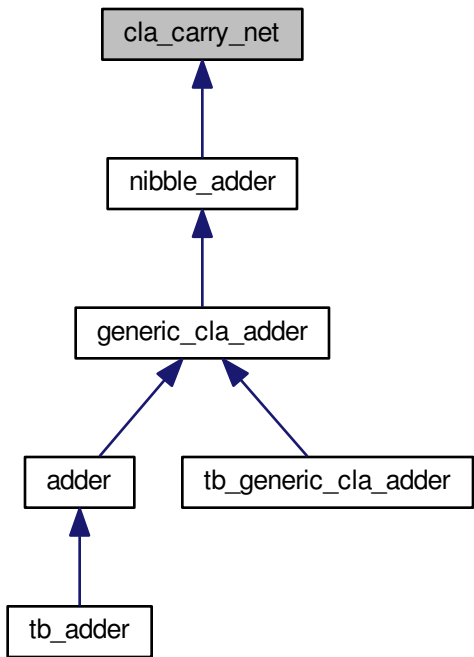 cla_carry_net
nibble_adder
generic_cla_adder
adder
tb_generic_cla_adder
tb_adder